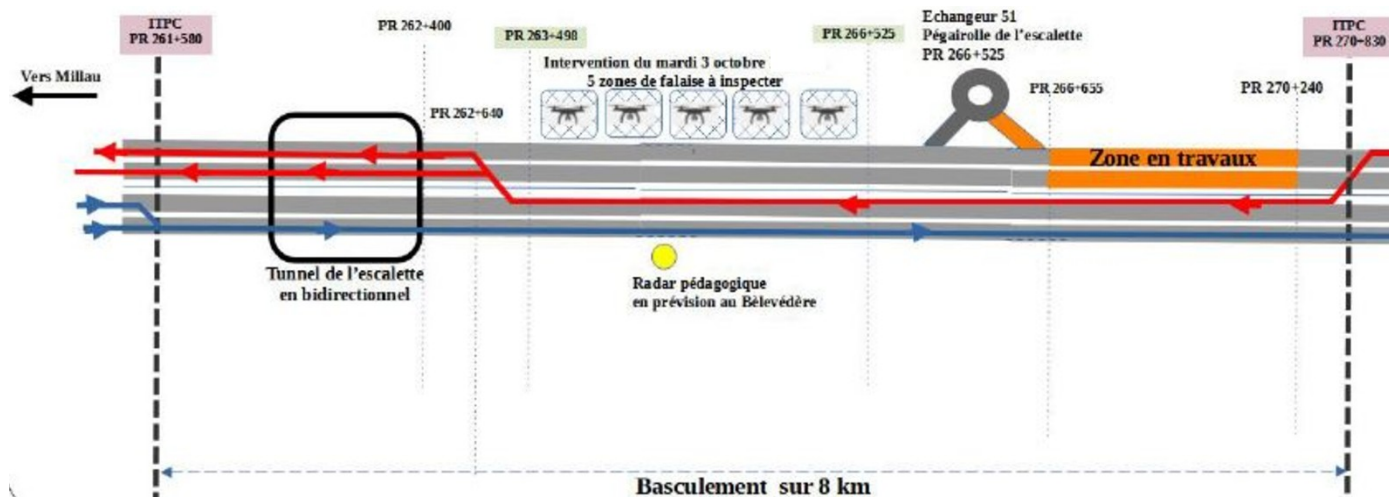 ITPC
PR 261+580
PR 262+400
PR 263+498
PR 266+525
Echangeur 51
Pégairolle de l'escalette
PR 266+525
ITPC
PR 270+830
Vers Millau
Intervention du mardi 3 octobre
5 zones de falaise à inspecter
PR 262+640
PR 266+655
PR 270+240
Zone en travaux
Tunnel de l'escalette
en bidirectionnel
Radar pédagogique
en prévision au Bèlevédère
Basculement sur 8 km